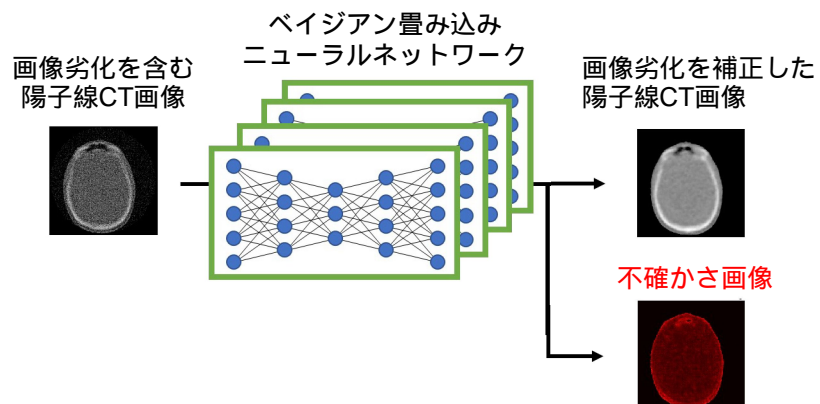 ベイジアン畳み込み
ニューラルネットワーク
画像劣化を含む
陽子線CT画像
画像劣化を補正した
陽子線CT画像
不確かさ画像